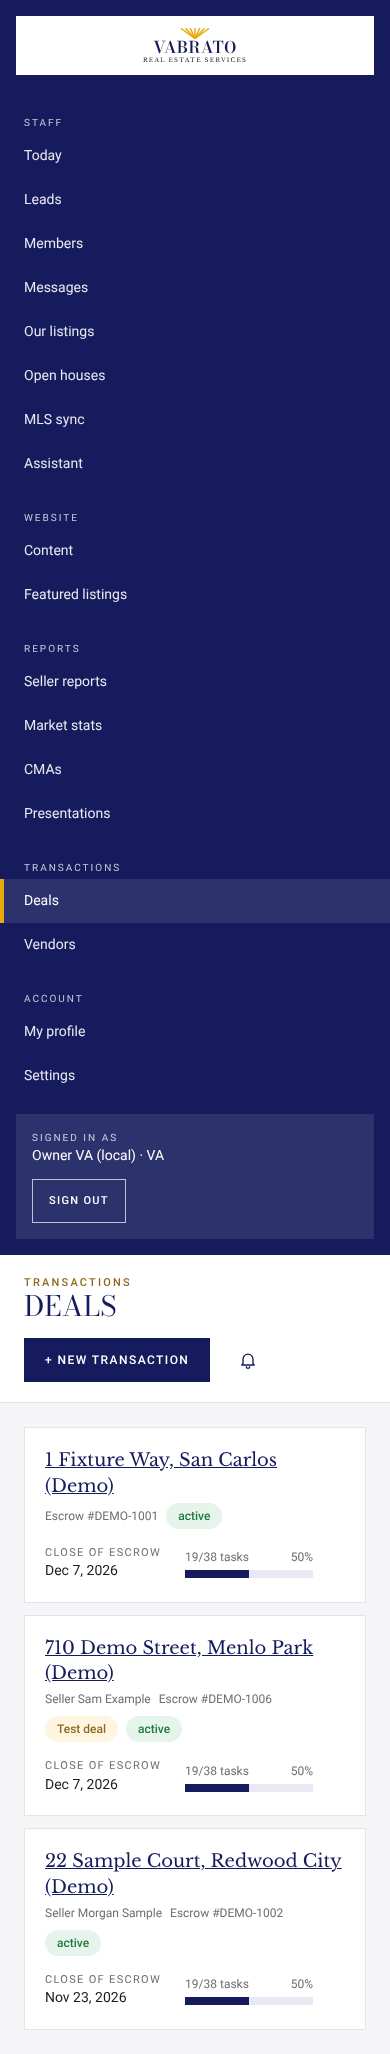 VABRATO
REAL ESTATE SERVICES
STAFF
Today
Leads
Members
Messages
Our listings
Open houses
MLS sync
Assistant
WEBSITE
Content
Featured listings
REPORTS
Seller reports
Market stats
CMAs
Presentations
TRANSACTIONS
Deals
Vendors
ACCOUNT
My profile
Settings
SIGNED IN AS
Owner VA (local) · VA
SIGN OUT
TRANSACTIONS
DEALS
+ NEW TRANSACTION
1 Fixture Way, San Carlos
(Demo)
Escrow #DEMO-1001 active
CLOSE OF ESCROW 19/38 tasks 50%
Dec 7, 2026
710 Demo Street, Menlo Park
(Demo)
Seller Sam Example Escrow #DEMO-1006
Test deal active
CLOSE OF ESCROW 19/38 tasks 50%
Dec 7, 2026
22 Sample Court, Redwood City
(Demo)
Seller Morgan Sample Escrow #DEMO-1002
active
CLOSE OF ESCROW 19/38 tasks 50%
Nov 23, 2026